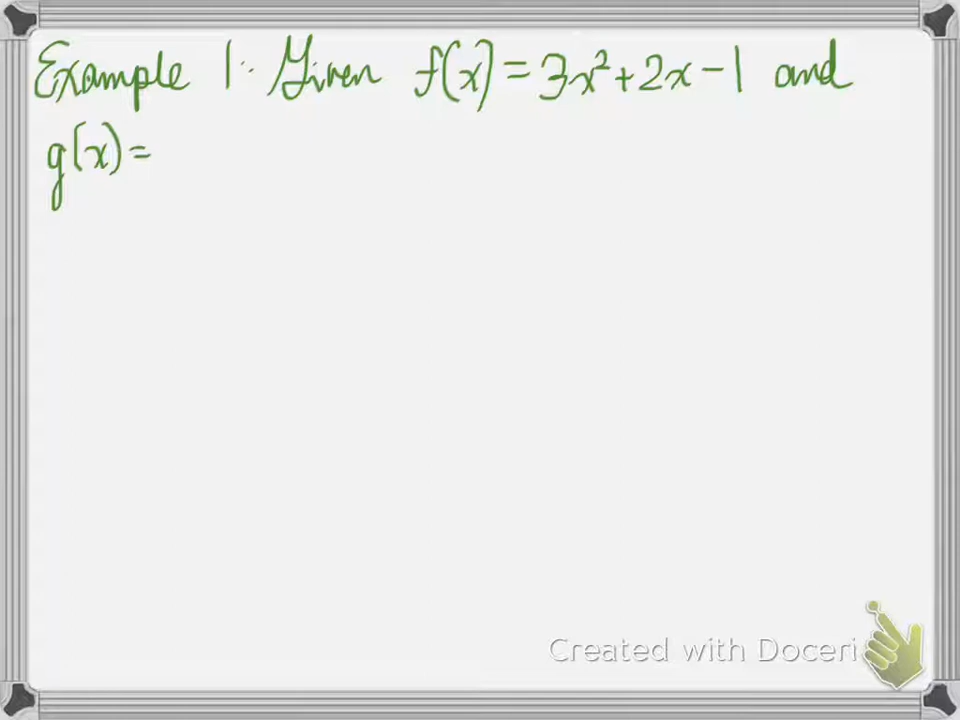 Example 1: Given f(x) = 3x² + 2x - 1 and
g(x) =
Created with Doceri